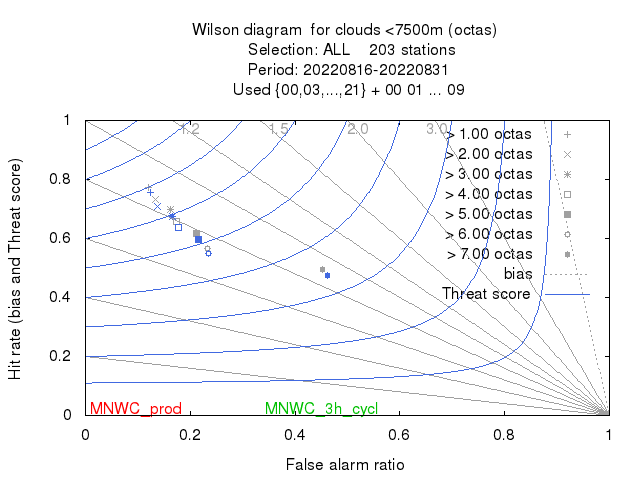 Wilson diagram  for clouds <7500m (octas)
Selection: ALL    203 stations
Period: 20220816-20220831
Used {00,03,...,21} + 00 01 ... 09
Hit rate (bias and Threat score)
1
0.8
0.6
0.4
0.2
0
1.2 1.5 2.0 3.0
> 1.00 octas
> 2.00 octas
> 3.00 octas
> 4.00 octas
> 5.00 octas
> 6.00 octas
> 7.00 octas
bias
Threat score
MNWC_prod MNWC_3h_cycl
0 0.2 0.4 0.6 0.8 1
False alarm ratio